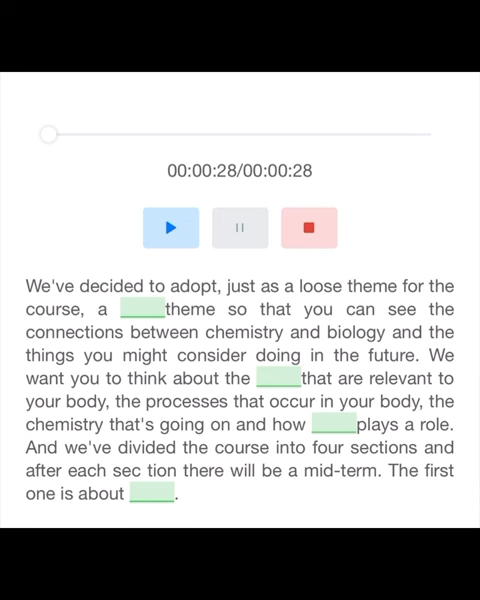 00:00:28/00:00:28
We've decided to adopt, just as a loose theme for the
course, a theme so that you can see the
connections between chemistry and biology and the
things you might consider doing in the future. We
want you to think about the that are relevant to
your body, the processes that occur in your body, the
chemistry that's going on and how plays a role.
And we've divided the course into four sections and
after each sec tion there will be a mid-term. The first
one is about .